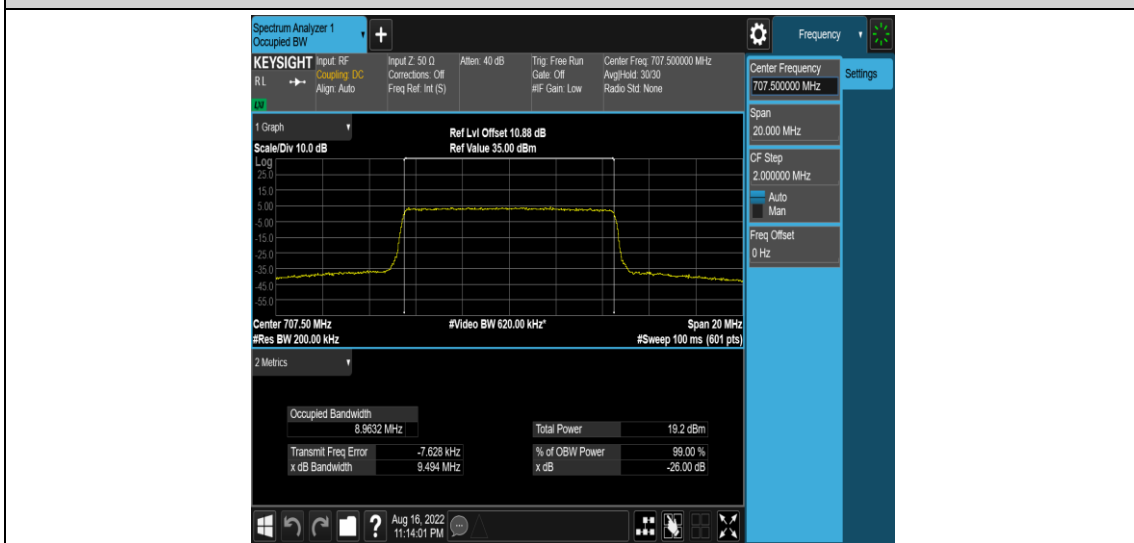 Spectrum Analyzer 1
Occupied BW
Frequency
KEYSIGHT
RL
LXI
Input: RF
Coupling: DC
Align: Auto
Input Z: 50 Ω
Corrections: Off
Freq Ref: Int (S)
Atten: 40 dB
Trig: Free Run
Gate: Off
#IF Gain: Low
Center Freq: 707.500000 MHz
Avg|Hold: 30/30
Radio Std: None
Center Frequency
707.500000 MHz
Settings
Span
20.000 MHz
CF Step
2.000000 MHz
Auto
Man
Freq Offset
0 Hz
1 Graph
Ref Lvl Offset 10.88 dB
Scale/Div 10.0 dB
Ref Value 35.00 dBm
Log
25.0
15.0
5.00
-5.00
-15.0
-25.0
-35.0
-45.0
-55.0
Center 707.50 MHz
#Video BW 620.00 kHz*
Span 20 MHz
#Res BW 200.00 kHz
#Sweep 100 ms (601 pts)
2 Metrics
Occupied Bandwidth
8.9632 MHz
Total Power 19.2 dBm
Transmit Freq Error -7.628 kHz
% of OBW Power 99.00 %
x dB Bandwidth 9.494 MHz
x dB -26.00 dB
?
Aug 16, 2022
11:14:01 PM